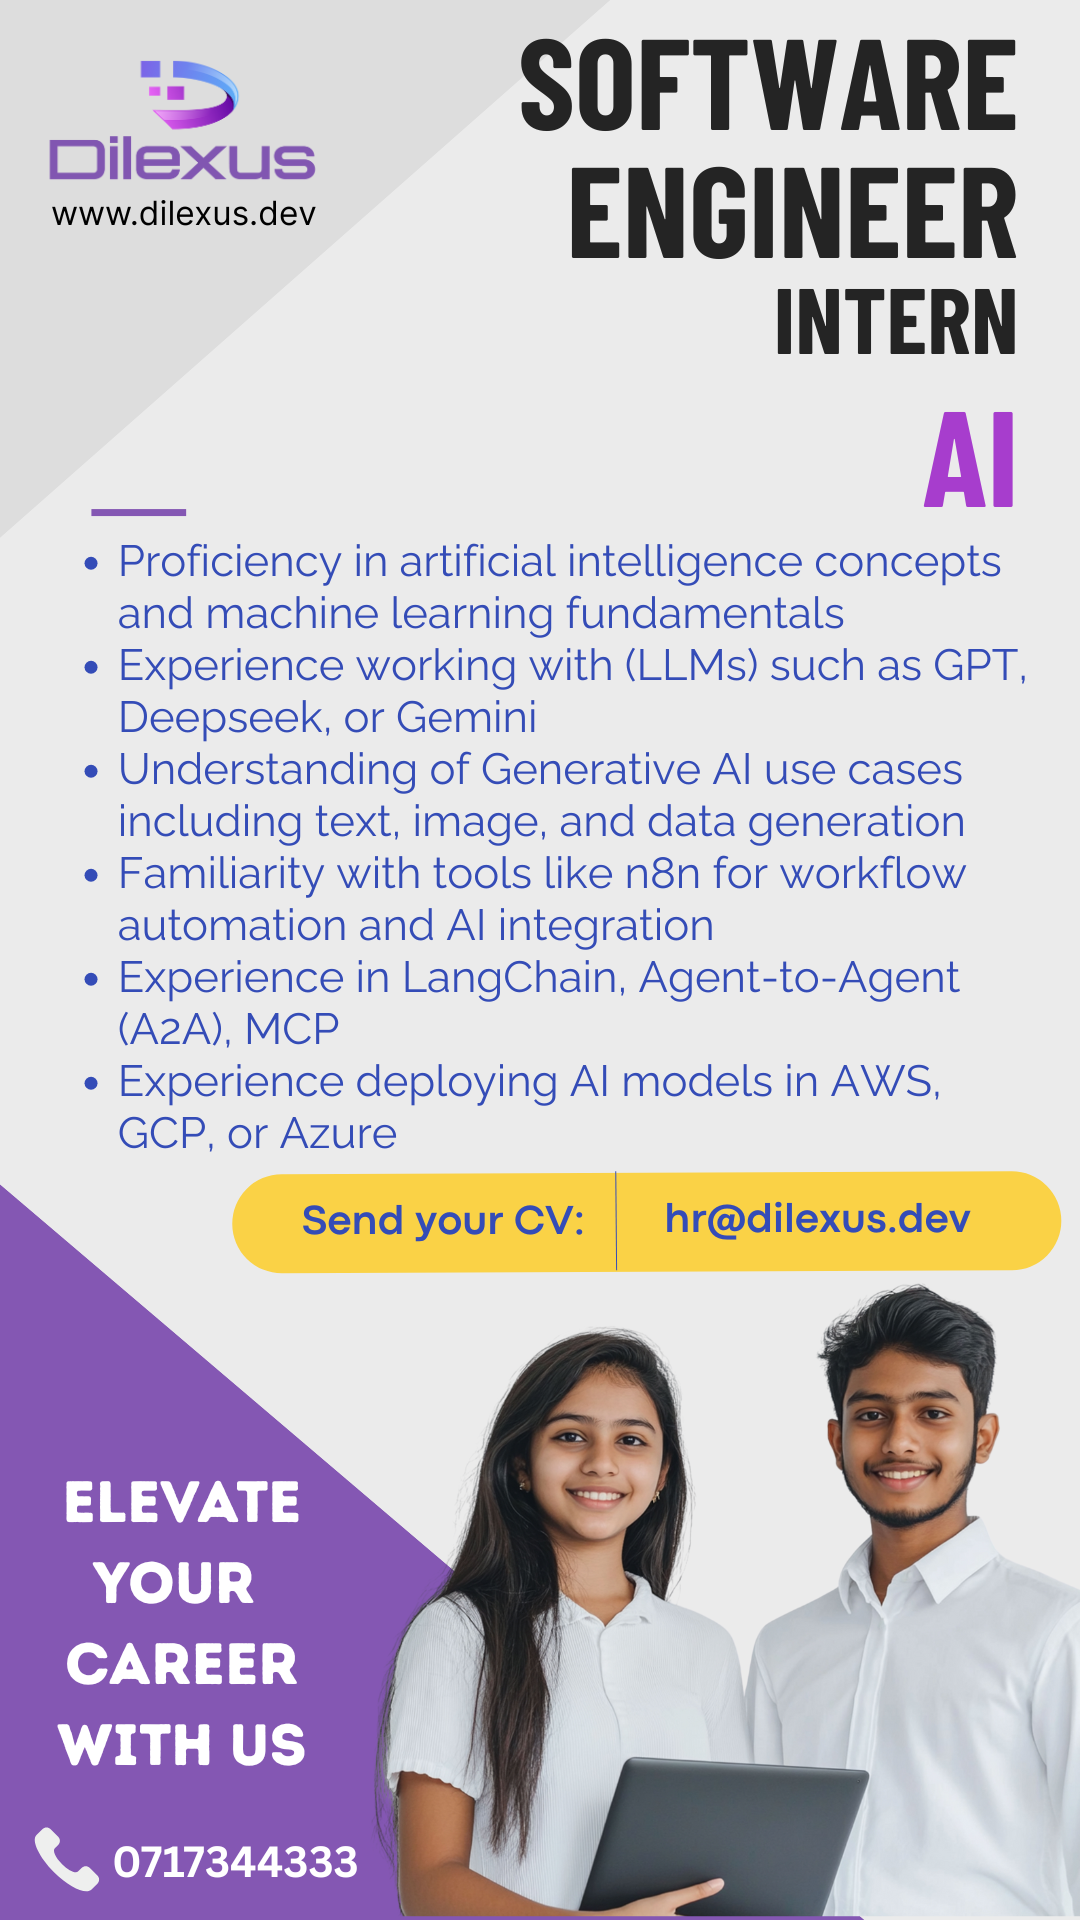 Dilexus
www.dilexus.dev
SOFTWARE
ENGINEER
INTERN
AI
• Proficiency in artificial intelligence concepts
and machine learning fundamentals
• Experience working with (LLMs) such as GPT,
Deepseek, or Gemini
• Understanding of Generative AI use cases
including text, image, and data generation
• Familiarity with tools like n8n for workflow
automation and AI integration
• Experience in LangChain, Agent-to-Agent
(A2A), MCP
• Experience deploying AI models in AWS,
GCP, or Azure
Send your CV: hr@dilexus.dev
ELEVATE
YOUR
CAREER
WITH US
0717344333